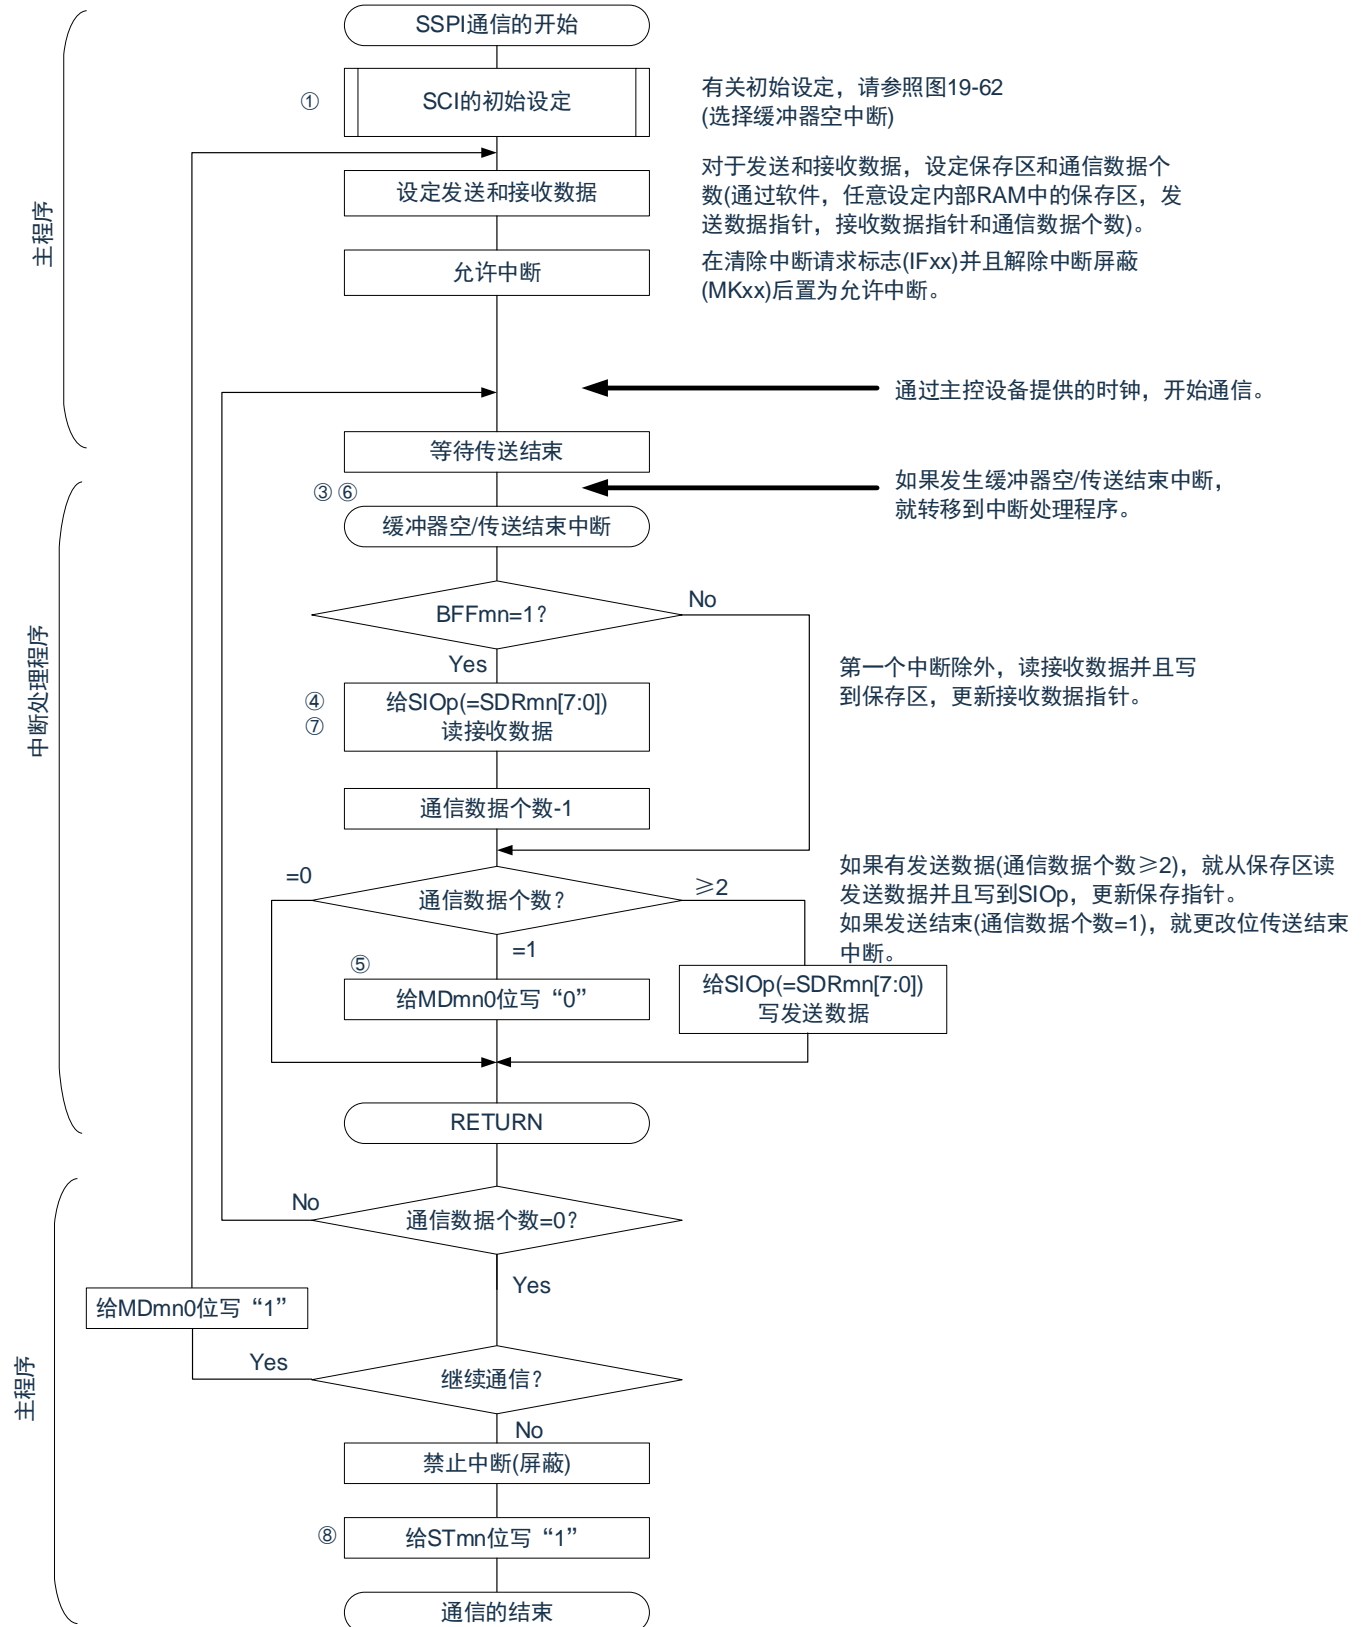 SSPI通信的开始
①
SCI的初始设定
有关初始设定，请参照图19-62
(选择缓冲器空中断)
设定发送和接收数据
对于发送和接收数据，设定保存区和通信数据个
数(通过软件，任意设定内部RAM中的保存区，发
送数据指针，接收数据指针和通信数据个数)。
主程序
允许中断
在清除中断请求标志(IFxx)并且解除中断屏蔽
(MKxx)后置为允许中断。
通过主控设备提供的时钟，开始通信。
等待传送结束
③⑥
如果发生缓冲器空/传送结束中断，
就转移到中断处理程序。
缓冲器空/传送结束中断
BFFmn=1?
No
Yes
中断处理程序
④
⑦
给SIOp(=SDRmn[7:0])
读接收数据
第一个中断除外，读接收数据并且写
到保存区，更新接收数据指针。
通信数据个数-1
=0
通信数据个数？
≥2
=1
如果有发送数据(通信数据个数≥2)，就从保存区读
发送数据并且写到SIOp，更新保存指针。
如果发送结束(通信数据个数=1)，就更改位传送结束
中断。
⑤
给MDmn0位写“0”
给SIOp(=SDRmn[7:0])
写发送数据
RETURN
No
通信数据个数=0?
Yes
给MDmn0位写“1”
主程序
Yes
继续通信？
No
禁止中断(屏蔽)
⑧
给STmn位写“1”
通信的结束